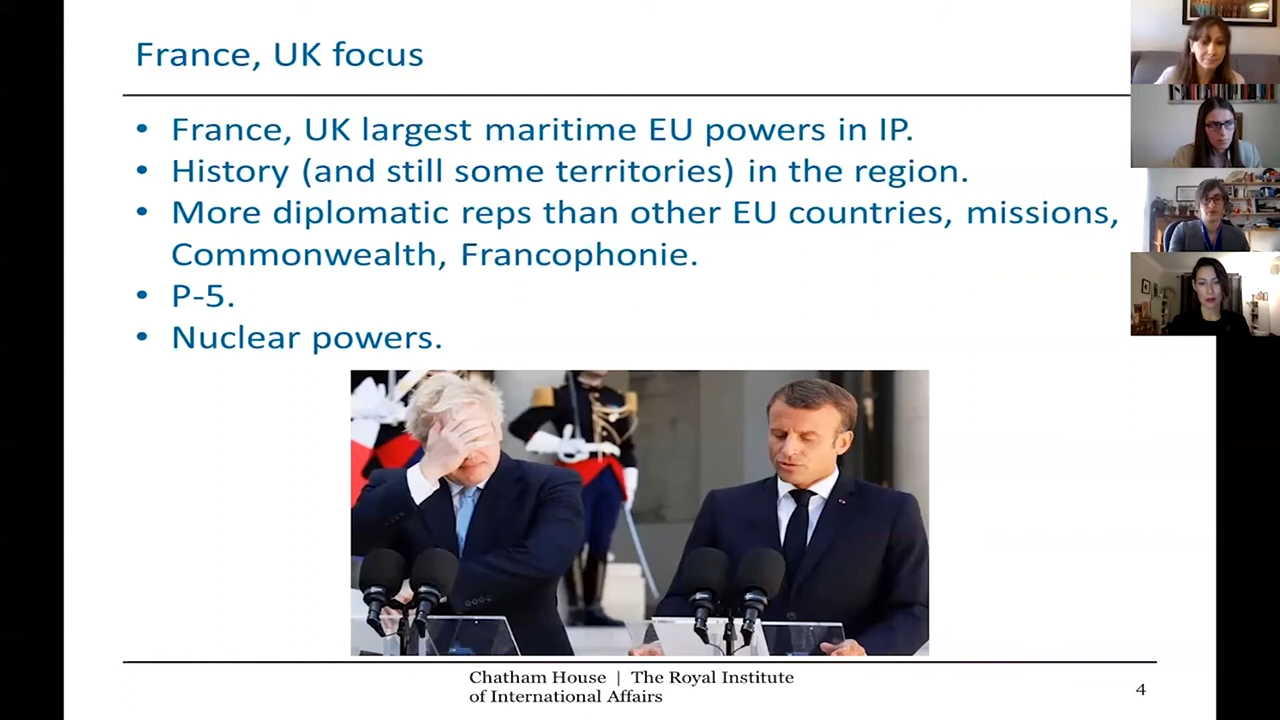 France, UK focus
• France, UK largest maritime EU powers in IP.
• History (and still some territories) in the region.
• More diplomatic reps than other EU countries, missions,
Commonwealth, Francophonie.
• P-5.
• Nuclear powers.
Chatham House | The Royal Institute
of International Affairs
4